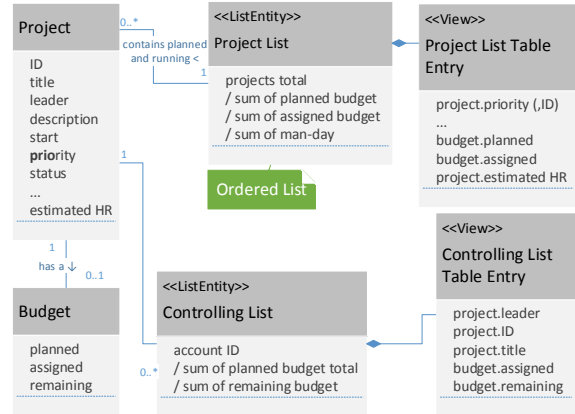 Project
ID
title
leader
description
start
priority
status
...
estimated HR
0..*
contains planned
and running <
1
<<ListEntity>>
Project List
projects total
/ sum of planned budget
/ sum of assigned budget
/ sum of man-day
Ordered List
<<View>>
Project List Table
Entry
project.priority (,ID)
...
budget.planned
budget.assigned
project.estimated HR
1
1
has a ↓
0..1
Budget
planned
assigned
remaining
0..*
<<ListEntity>>
Controlling List
account ID
/ sum of planned budget total
/ sum of remaining budget
<<View>>
Controlling List
Table Entry
project.leader
project.ID
project.title
budget.assigned
budget.remaining